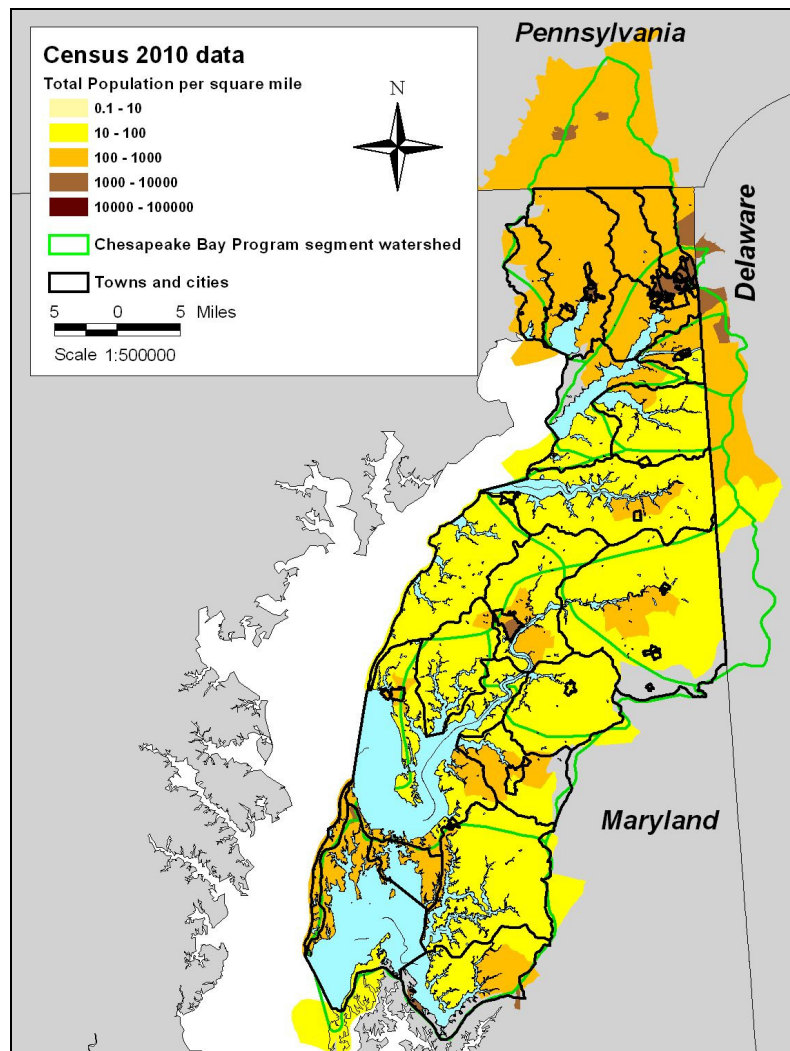 Pennsylvania
Census 2010 data
Total Population per square mile
N
0.1 - 10
10 - 100
100 - 1000
1000 - 10000
10000 - 100000
Chesapeake Bay Program segment watershed
Towns and cities
5 0 5 Miles
Scale 1:500000
Delaware
Maryland